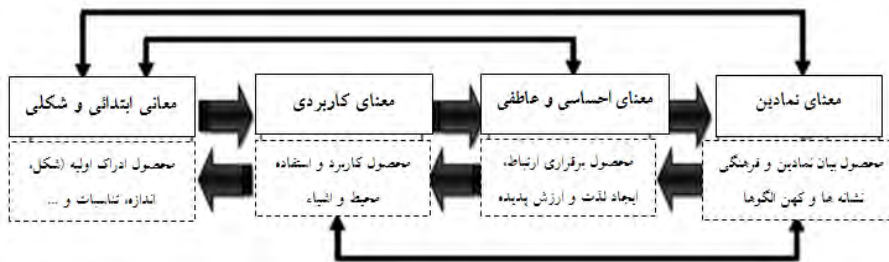 معانی ابتدائی و شکلی
محصول ادراک اولیه (شکل،
اندازه، تناسبات و ...
معنای کاربردی
محصول کاربرد و استفاده
محیط و اشیاء
معنای احساسی و عاطفی
محصول برقراری ارتباط،
ایجاد لذت و ارزش پدیده
معنای نمادین
محصول بیان نمادین و فرهنگی
نشانه ها و کهن الگوها